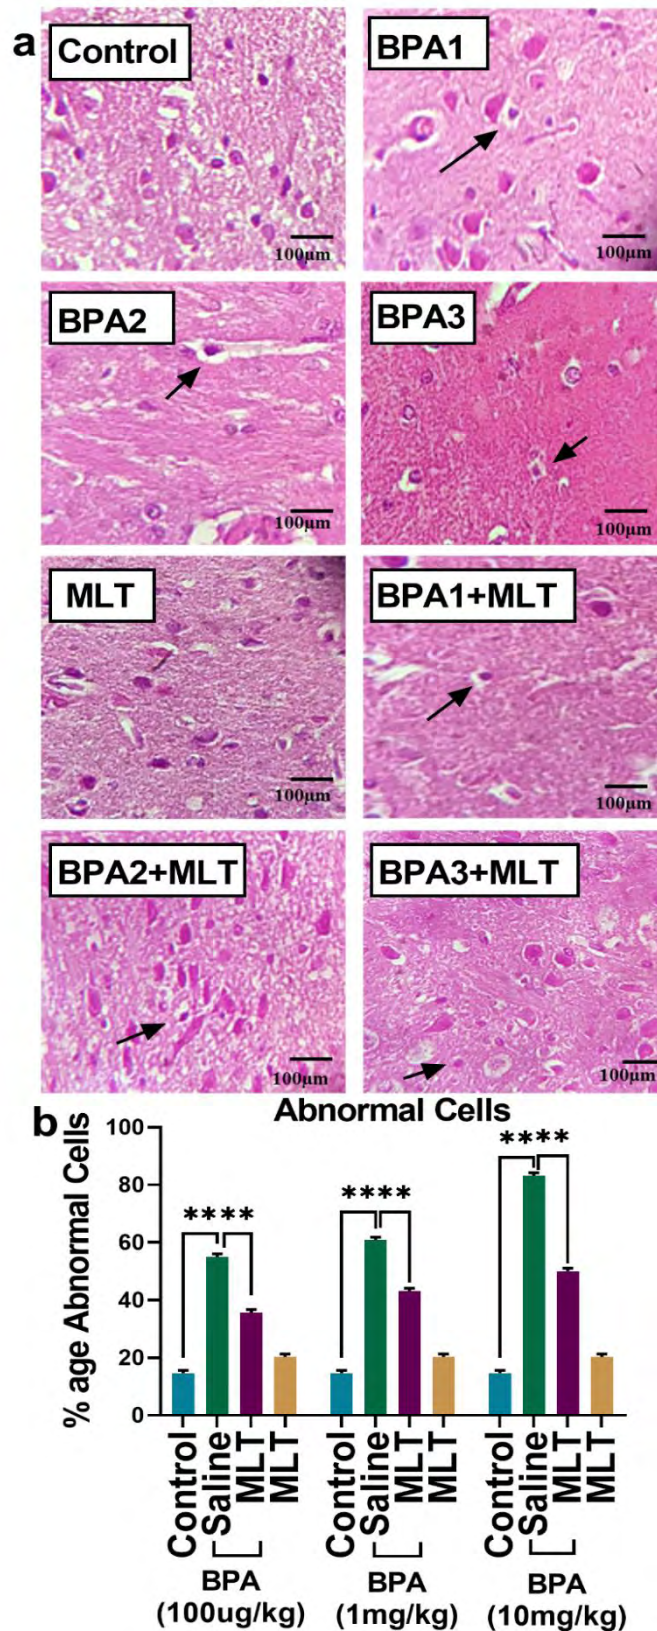 a
Control
BPA1
100µm
100µm
BPA2
BPA3
100µm
100µm
MLT
BPA1+MLT
100µm
100µm
BPA2+MLT
BPA3+MLT
100µm
100µm
b
Abnormal Cells
% age Abnormal Cells
100
80
60
40
20
0
****
****
****
Control
Saline
MLT
MLT
Control
Saline
MLT
MLT
Control
Saline
MLT
MLT
BPA
(100ug/kg)
BPA
(1mg/kg)
BPA
(10mg/kg)